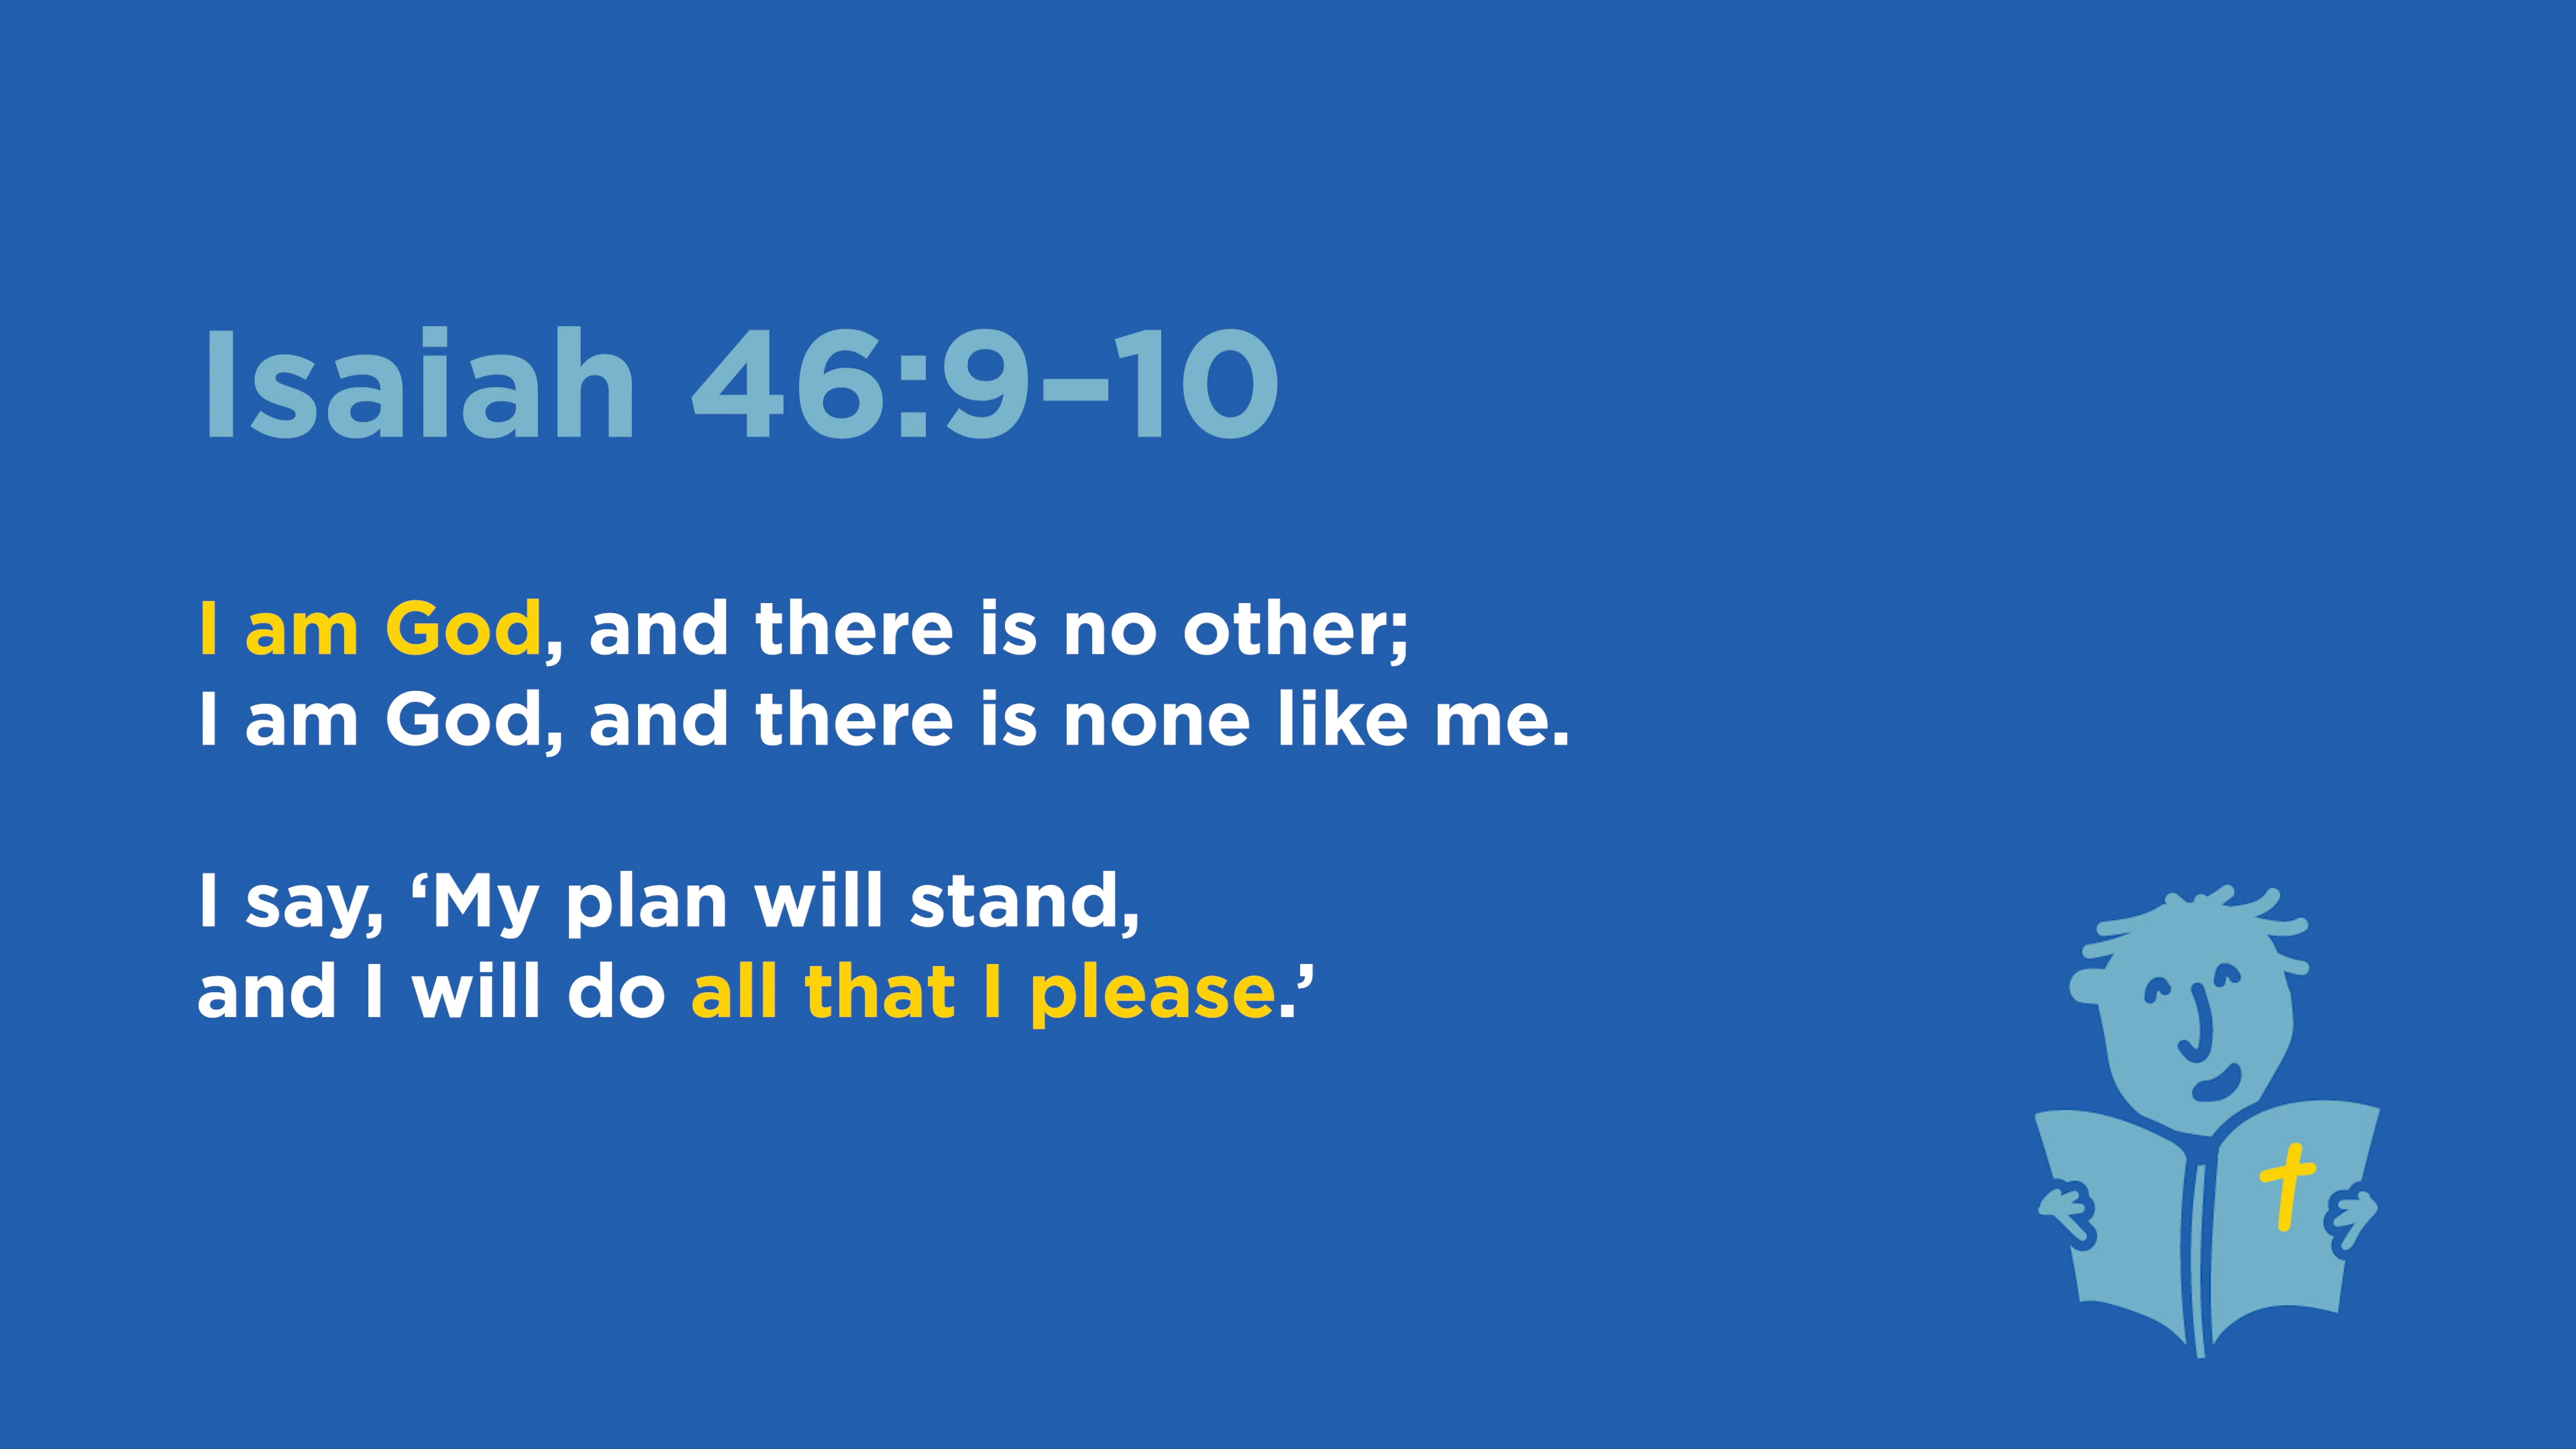 Isaiah 46:9–10
I am God, and there is no other;
I am God, and there is none like me.
I say, ‘My plan will stand,
and I will do all that I please.’